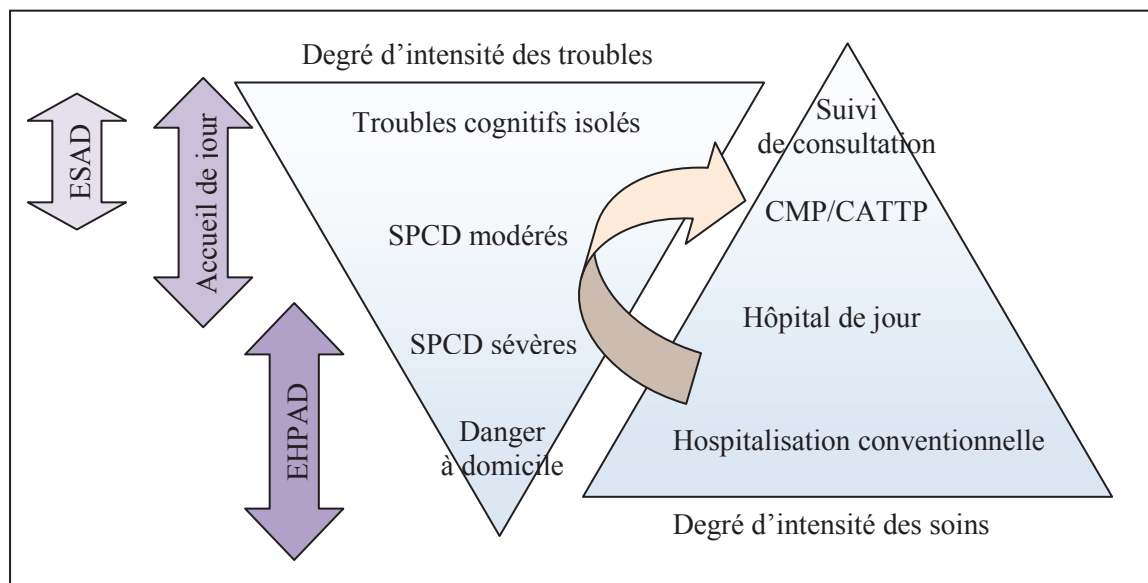 Degré d’intensité des troubles
Troubles cognitifs isolés
SPCD modérés
SPCD sévères
Danger
à domicile
ESAD
Accueil de jour
EHPAD
Suivi
de consultation
CMP/CATTP
Hôpital de jour
Hospitalisation conventionnelle
Degré d’intensité des soins